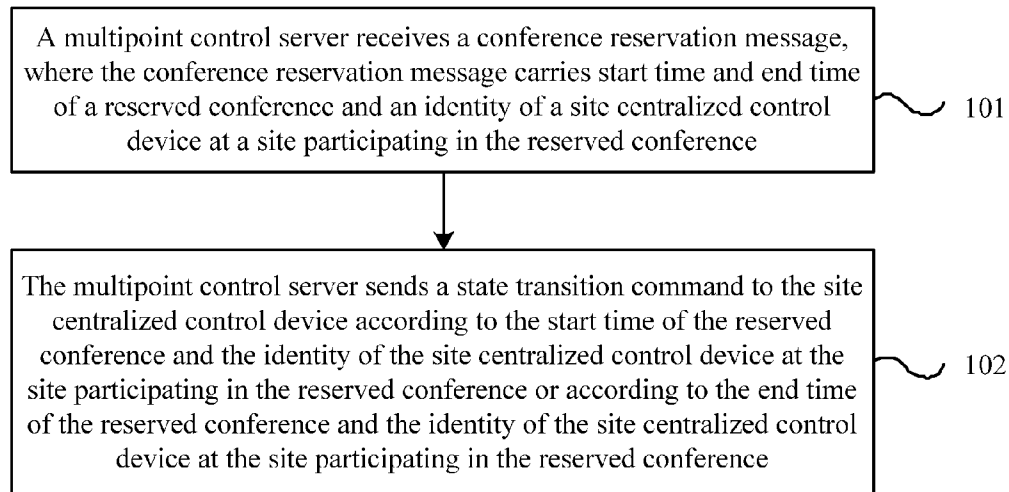 A multipoint control server receives a conference reservation message,
where the conference reservation message carries start time and end time
of a reserved conference and an identity of a site centralized control
device at a site participating in the reserved conference
101
The multipoint control server sends a state transition command to the site
centralized control device according to the start time of the reserved
conference and the identity of the site centralized control device at the
site participating in the reserved conference or according to the end time
of the reserved conference and the identity of the site centralized control
device at the site participating in the reserved conference
102